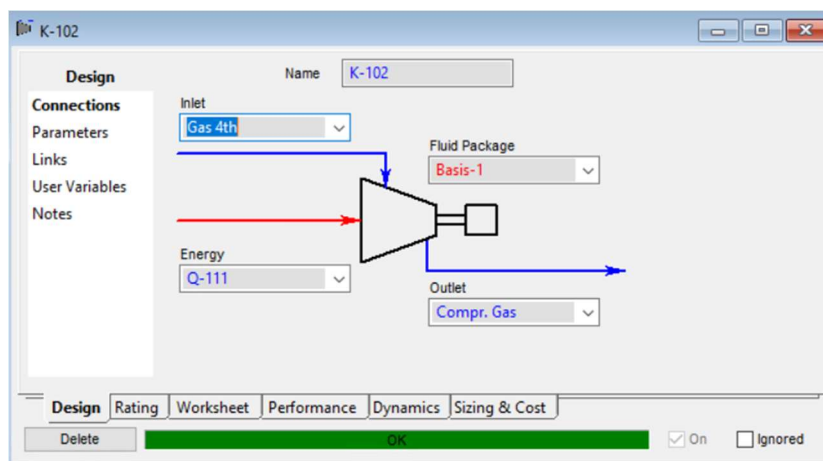 K-102
Design
Connections
Parameters
Links
User Variables
Notes
Name
K-102
Inlet
Gas 4th
Fluid Package
Basis-1
Energy
Q-111
Outlet
Compr. Gas
Design Rating Worksheet Performance Dynamics Sizing & Cost
Delete OK On Ignored